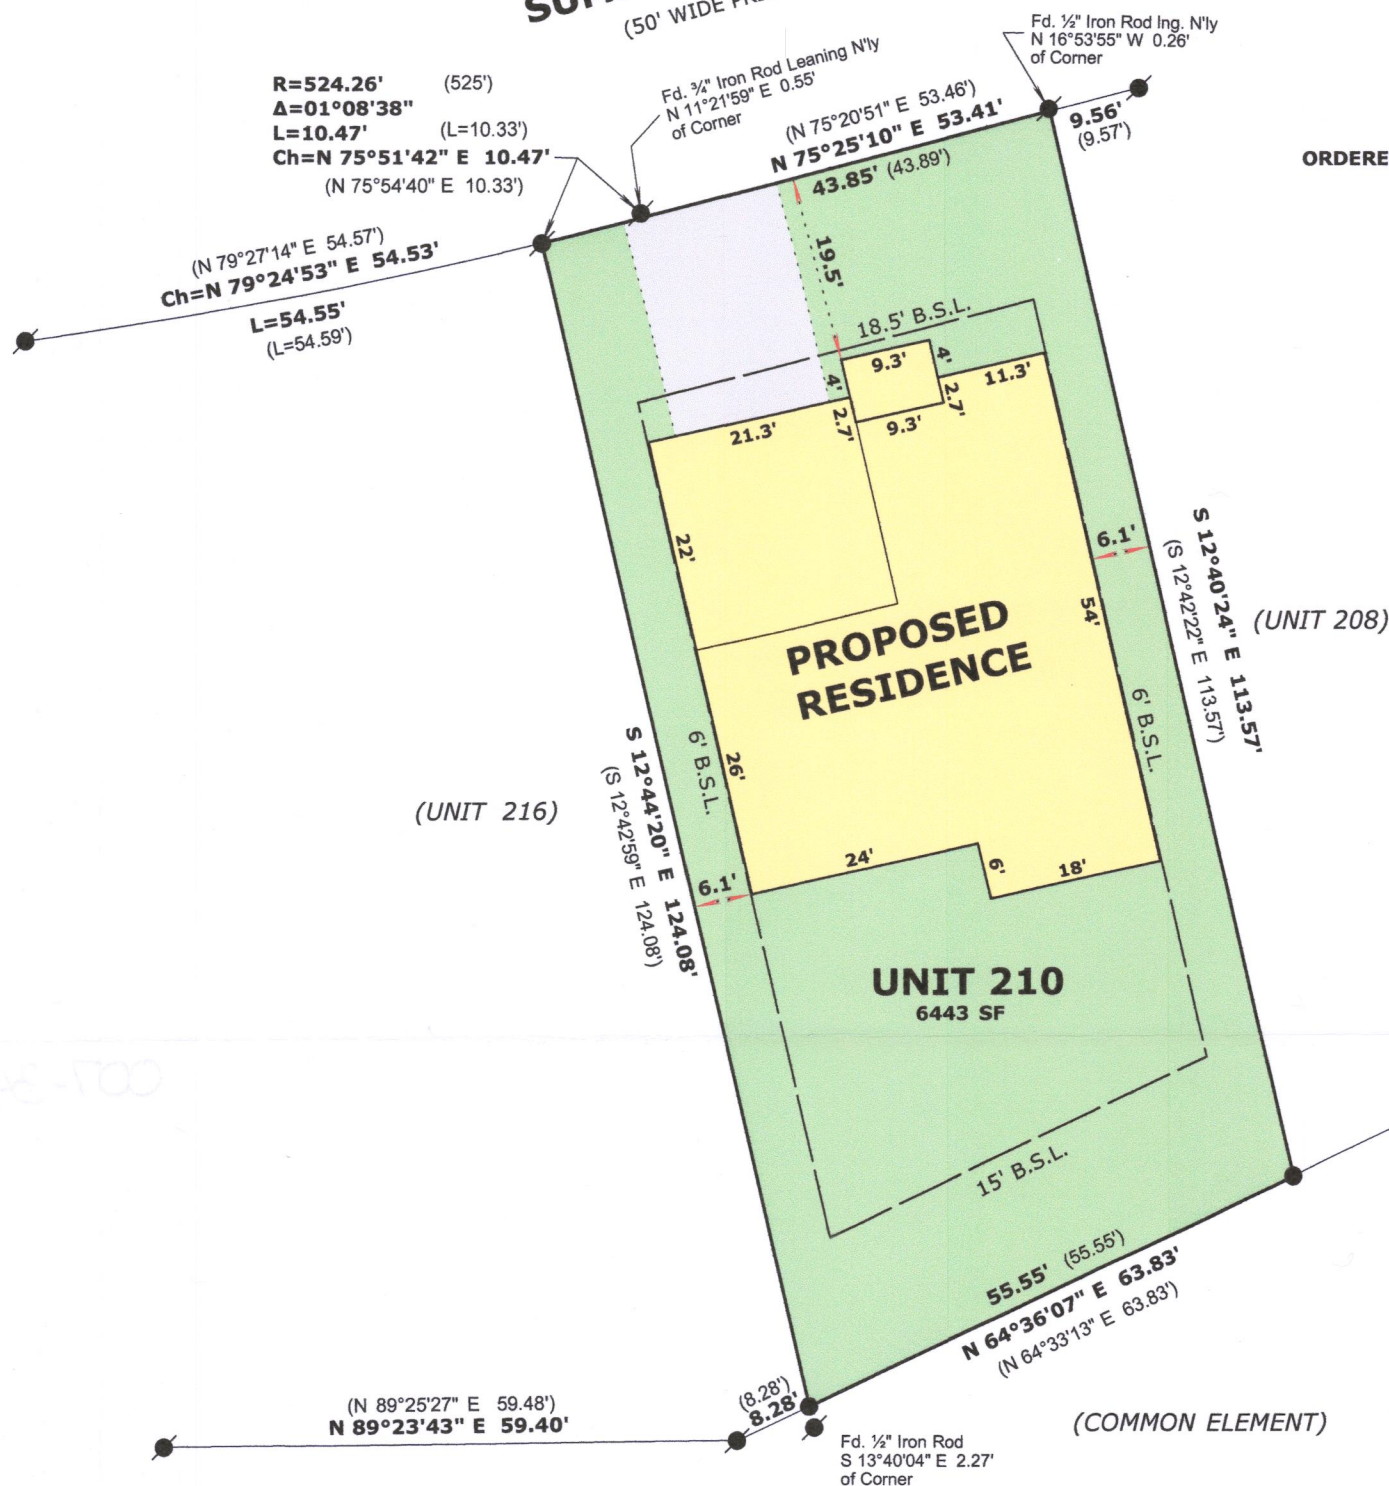 (50' WIDE
Fd. ½" Iron Rod lng. N'ly
N 16°53'55" W 0.26'
of Corner
R=524.26' (525')
Δ=01°08'38"
L=10.47' (L=10.33')
Ch=N 75°51'42" E 10.47'
(N 75°54'40" E 10.33')
Fd. ¾" Iron Rod Leaning N'ly
N 11°21'59" E 0.55'
of Corner
(N 75°20'51" E 53.46')
N 75°25'10" E 53.41'
43.85' (43.89')
9.56'
(9.57')
ORDERE
(N 79°27'14" E 54.57')
Ch=N 79°24'53" E 54.53'
L=54.55'
(L=54.59')
19.5'
18.5' B.S.L.
9.3'
4'
4'
11.3'
2.7'
2.7'
9.3'
21.3'
22'
6.1'
S 12°40'24" E 113.57'
(S 12°42'22" E 113.57')
(UNIT 208)
54'
PROPOSED
RESIDENCE
6' B.S.L.
6' B.S.L.
26'
S 12°44'20" E 124.08'
(S 12°42'59" E 124.08')
(UNIT 216)
24'
6'
18'
6.1'
UNIT 210
6443 SF
15' B.S.L.
55.55' (55.55')
N 64°36'07" E 63.83'
(N 64°33'13" E 63.83')
(8.28')
8.28'
(N 89°25'27" E 59.48')
N 89°23'43" E 59.40'
(COMMON ELEMENT)
Fd. ½" Iron Rod
S 13°40'04" E 2.27'
of Corner